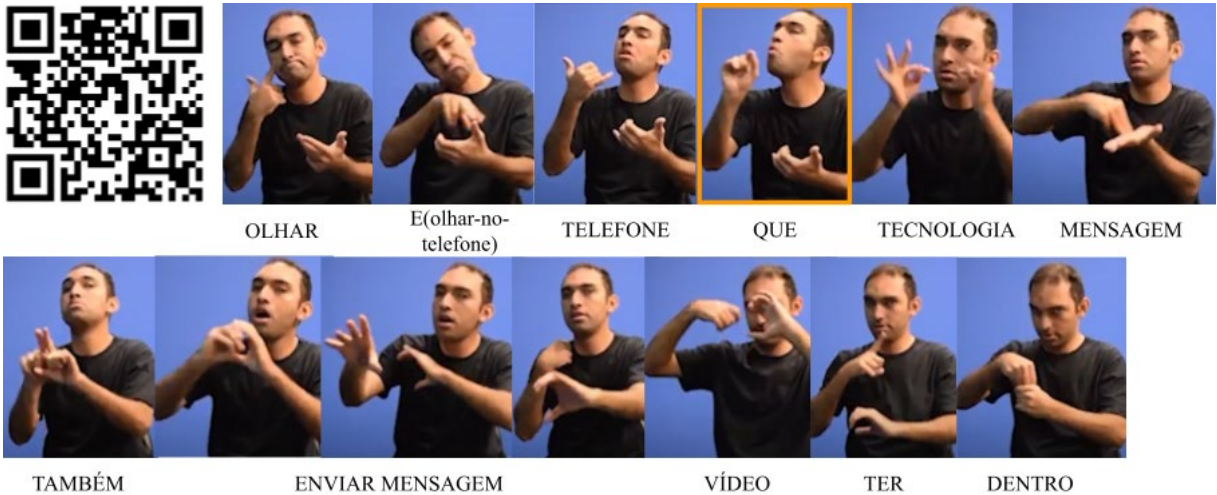 OLHAR
E(olhar-no-
telefone)
TELEFONE
QUE
TECNOLOGIA
MENSAGEM
TAMBÉM
ENVIAR MENSAGEM
VÍDEO
TER
DENTRO